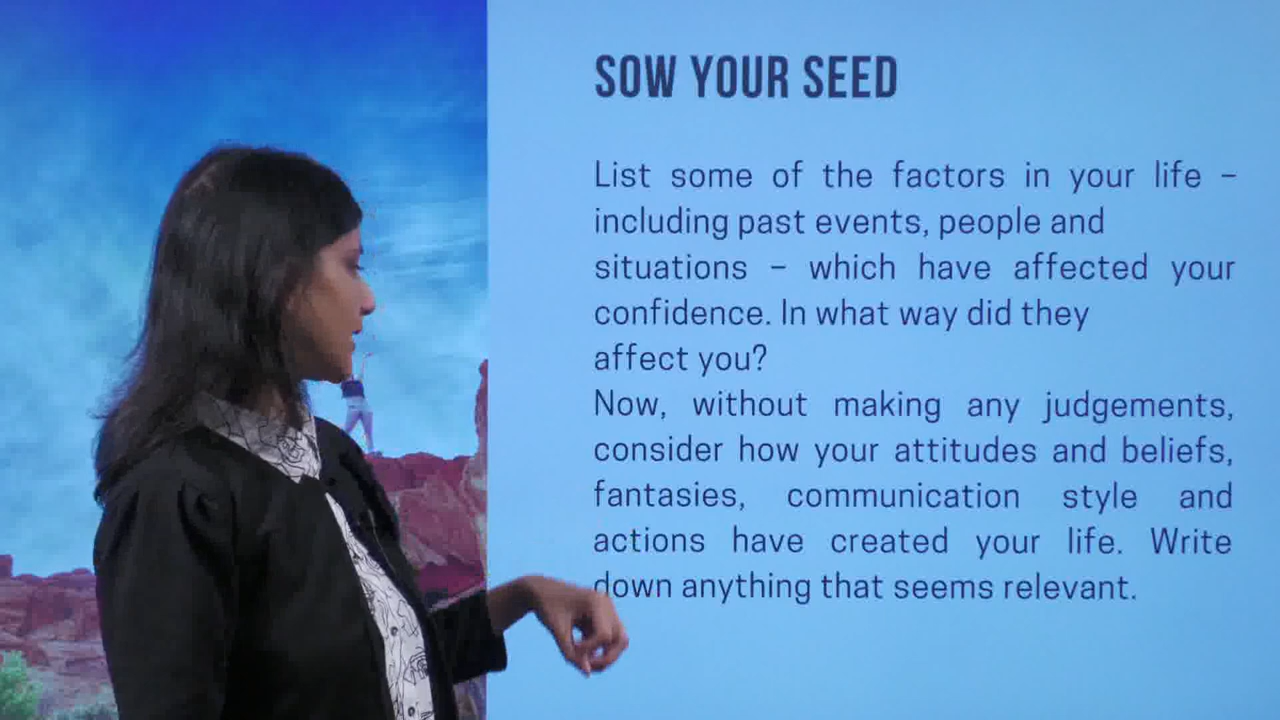 SOW YOUR SEED
List some of the factors in your life –
including past events, people and
situations – which have affected your
confidence. In what way did they
affect you?
Now, without making any judgements,
consider how your attitudes and beliefs,
fantasies, communication style and
actions have created your life. Write
down anything that seems relevant.